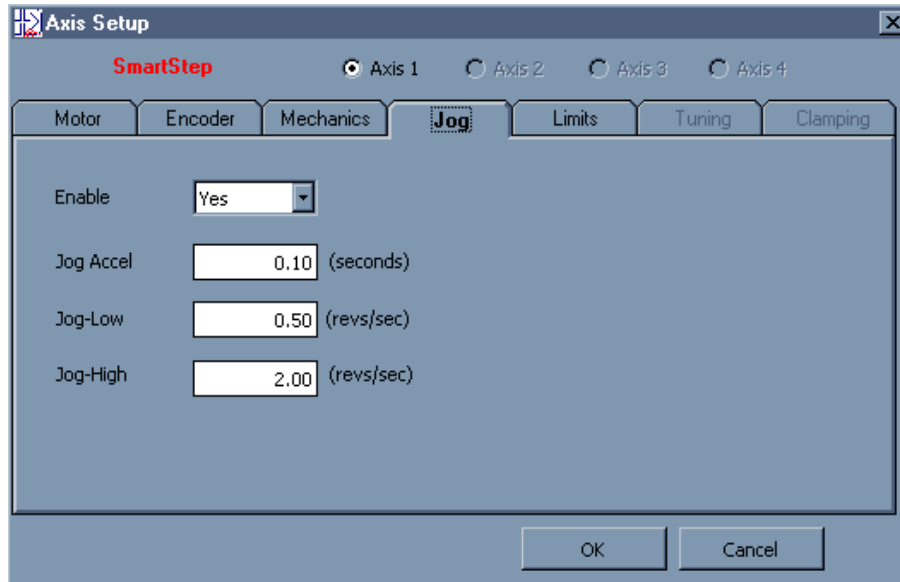 Axis Setup
SmartStep Axis 1 Axis 2 Axis 3 Axis 4
Motor Encoder Mechanics Jog Limits Tuning Clamping
Enable Yes
Jog Accel 0.10 (seconds)
Jog-Low 0.50 (revs/sec)
Jog-High 2.00 (revs/sec)
OK Cancel